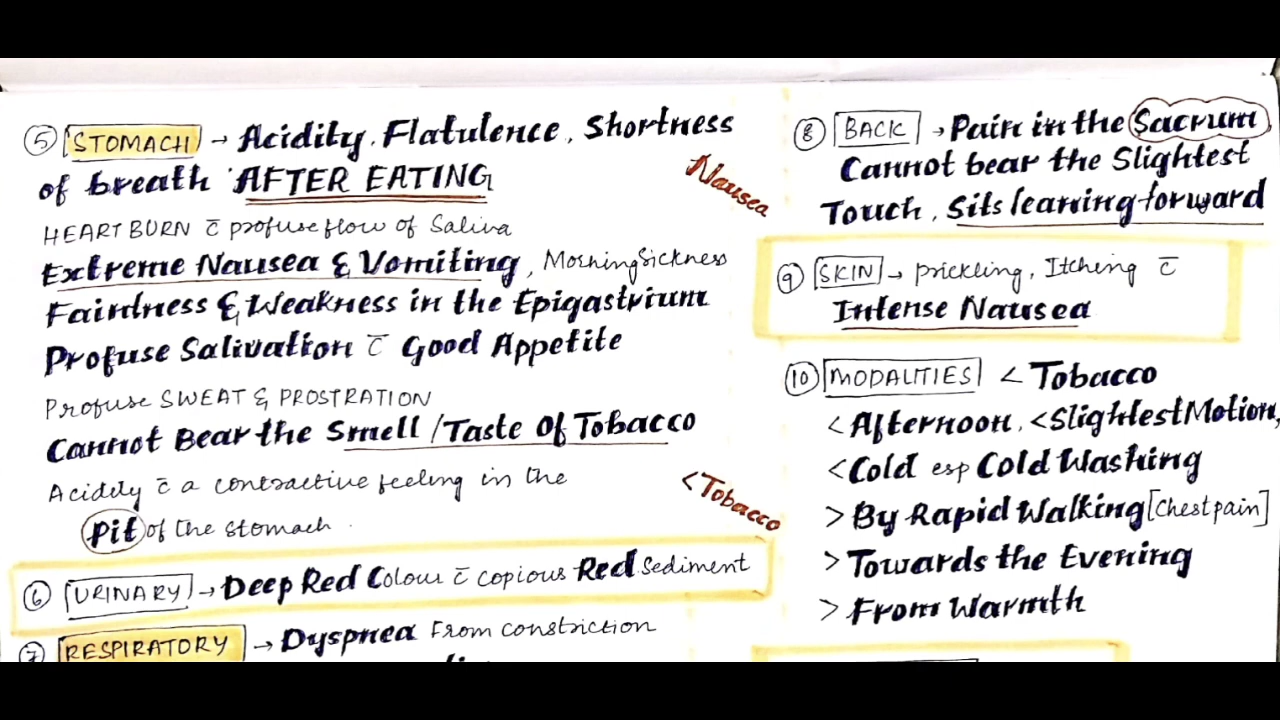 ⑤ STOMACH → Acidity, Flatulence, Shortness
of breath AFTER EATING
HEART BURN c̄ profuse flow of Saliva
Extreme Nausea & Vomiting, Morning Sickness
Faintness & Weakness in the Epigastrium
Profuse Salivation c̄ Good Appetite
Profuse SWEAT & PROSTRATION
Cannot Bear the Smell / Taste Of Tobacco
Acidity c̄ a contractive feeling in the
Pit of the stomach.
Nausea
< Tobacco
⑥ URINARY → Deep Red Colour c̄ copious Red Sediment
⑦ RESPIRATORY → Dyspnea From constriction
⑧ BACK → Pain in the Sacrum,
Cannot bear the Slightest
Touch, Sits leaning forward
⑨ SKIN → prickling, Itching c̄
Intense Nausea
⑩ MODALITIES < Tobacco
< Afternoon, < Slightest Motion,
< Cold esp Cold Washing
> By Rapid Walking [Chest pain]
> Towards the Evening
> From Warmth